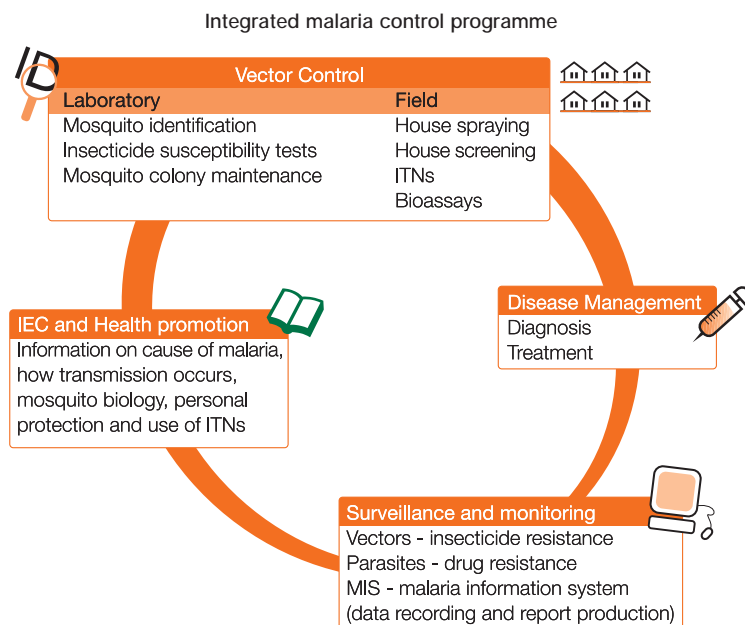 Integrated malaria control programme
ID
Vector Control
Laboratory
Mosquito identification
Insecticide susceptibility tests
Mosquito colony maintenance
Field
House spraying
House screening
ITNs
Bioassays
Disease Management
Diagnosis
Treatment
IEC and Health promotion
Information on cause of malaria,
how transmission occurs,
mosquito biology, personal
protection and use of ITNs
Surveillance and monitoring
Vectors - insecticide resistance
Parasites - drug resistance
MIS - malaria information system
(data recording and report production)